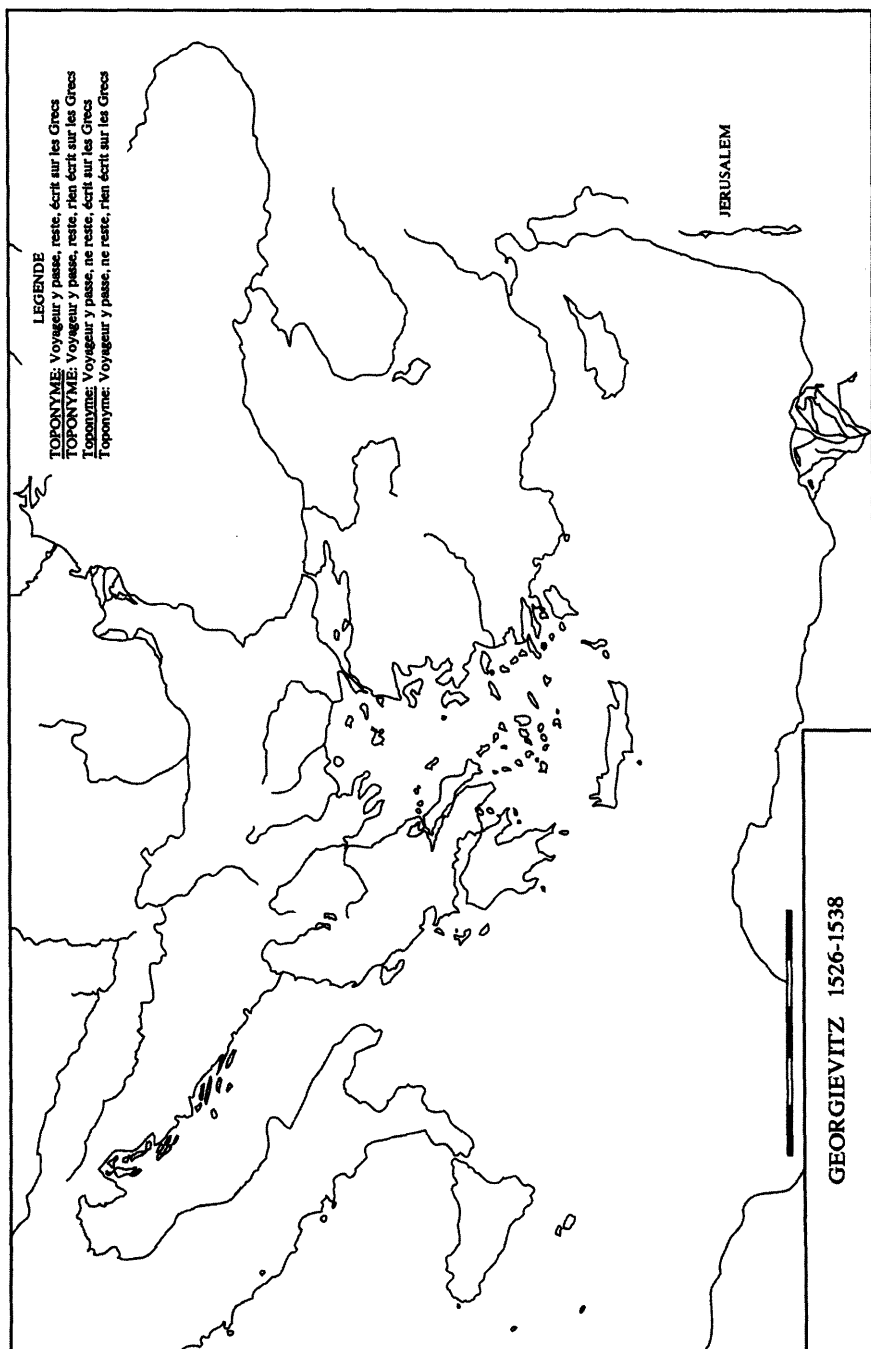 LEGENDE
TOPONYME: Voyageur y passe, reste, écrit sur les Grecs
TOPONYME: Voyageur y passe, reste, rien écrit sur les Grecs
Toponyme: Voyageur y passe, ne reste, écrit sur les Grecs
Toponyme: Voyageur y passe, ne reste, rien écrit sur les Grecs
JERUSALEM
GEORGIEVITZ 1526-1538